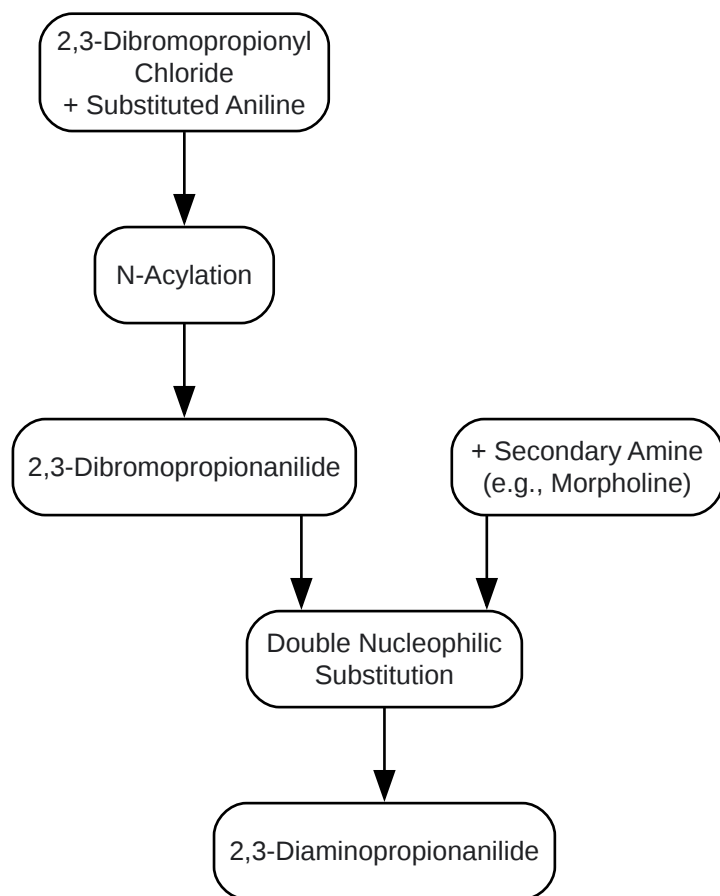 2,3-Dibromopropionyl
Chloride
+ Substituted Aniline
N-Acylation
2,3-Dibromopropionanilide
+ Secondary Amine
(e.g., Morpholine)
Double Nucleophilic
Substitution
2,3-Diaminopropionanilide